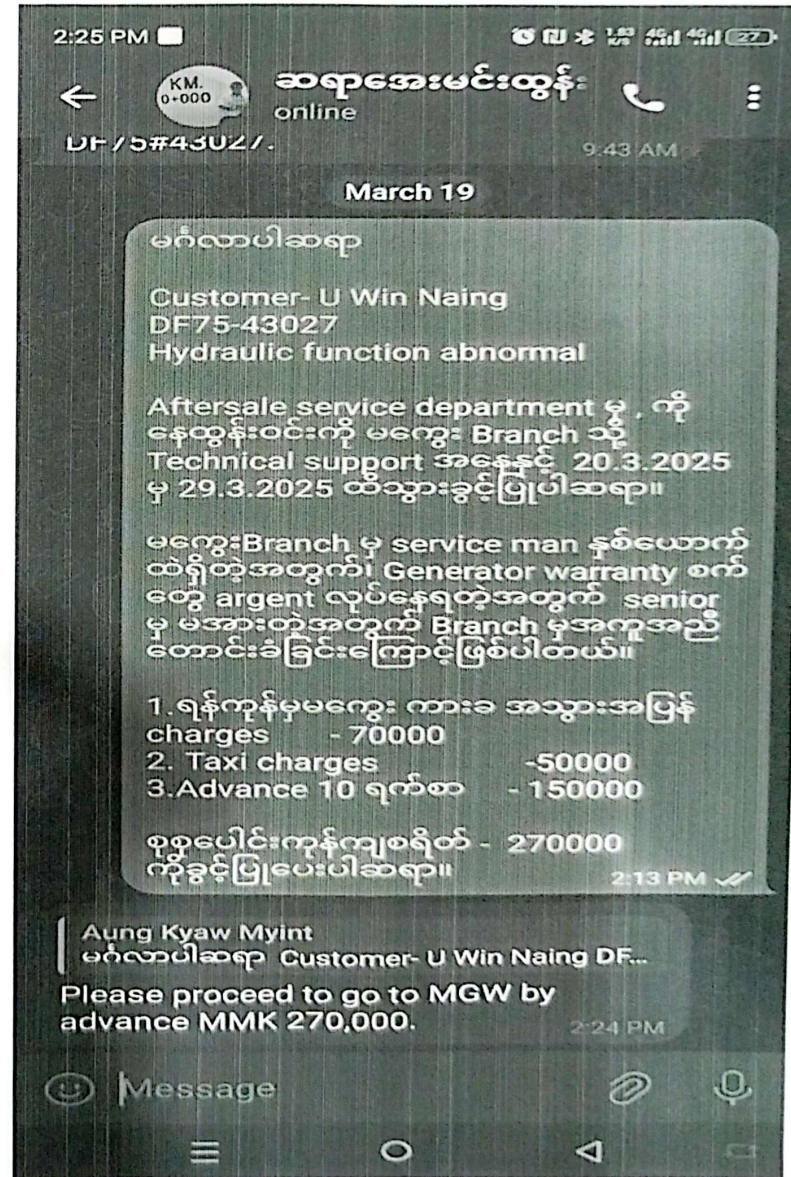 2:25 PM
1.83 K/S 4G 4G 27
KM. 0+000
ဆရာအေးမင်းထွန်း
online
DF75#43027.
9:43 AM
March 19
မင်္ဂလာပါဆရာ
Customer- U Win Naing
DF75-43027
Hydraulic function abnormal
Aftersale service department မှ , ကို
နေထွန်းဝင်းကို မကွေး Branch သို့
Technical support အနေနှင့် 20.3.2025
မှ 29.3.2025 ထိသွားခွင့်ပြုပါဆရာ။
မကွေးBranch မှ service man နှစ်ယောက်
ထဲရှိတဲ့အတွက်၊ Generator warranty စက်
တွေ argent လုပ်နေရတဲ့အတွက် senior
မှ မအားတဲ့အတွက် Branch မှအကူအညီ
တောင်းခံခြင်းကြောင့်ဖြစ်ပါတယ်။
1.ရန်ကုန်မှမကွေး ကားခ အသွားအပြန်
charges - 70000
2. Taxi charges -50000
3.Advance 10 ရက်စာ - 150000
စုစုပေါင်းကုန်ကျစရိတ် - 270000
ကိုခွင့်ပြုပေးပါဆရာ။
2:13 PM
Aung Kyaw Myint
မင်္ဂလာပါဆရာ Customer- U Win Naing DF...
Please proceed to go to MGW by
advance MMK 270,000.
2:24 PM
Message